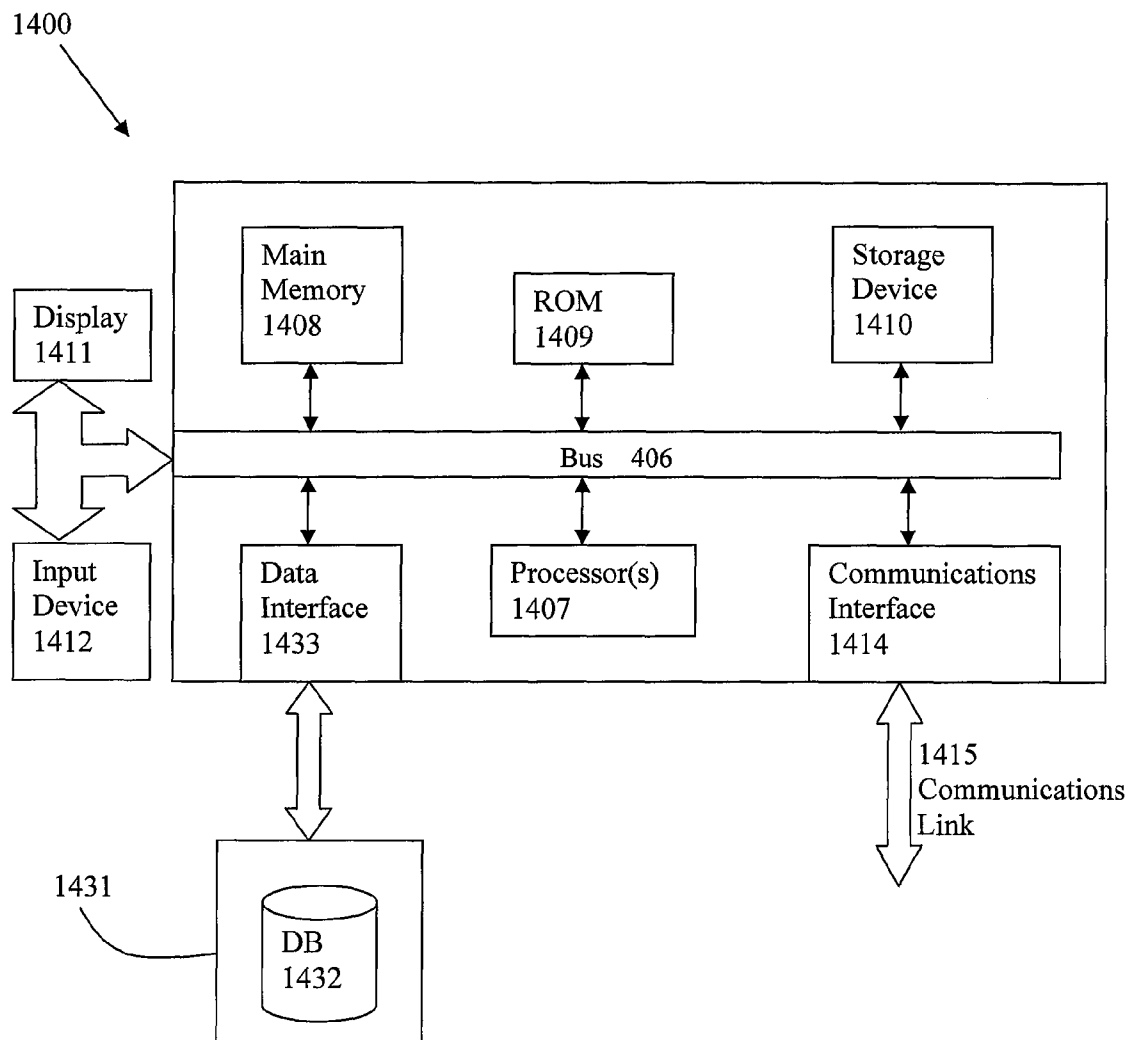 1400
Main
Memory
1408
ROM
1409
Storage
Device
1410
Display
1411
Bus 406
Input
Device
1412
Data
Interface
1433
Processor(s)
1407
Communications
Interface
1414
1415
Communications
Link
1431
DB
1432